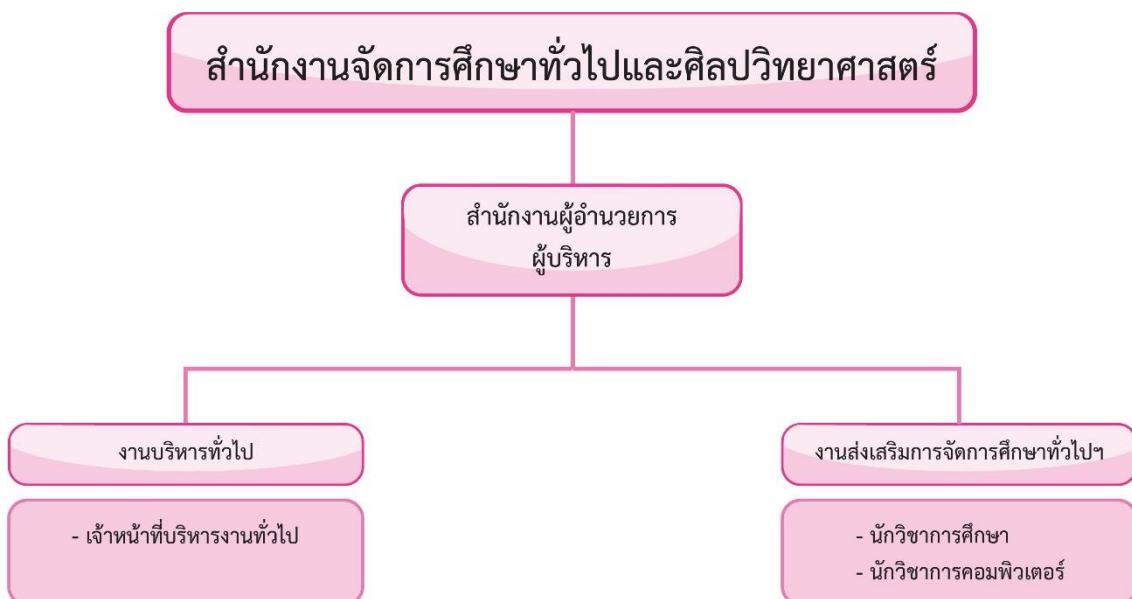 สำนักงานจัดการศึกษาทั่วไปและศิลปวิทยาศาสตร์
สำนักงานผู้อำนวยการ
ผู้บริหาร
งานบริหารทั่วไป
- เจ้าหน้าที่บริหารงานทั่วไป
งานส่งเสริมการจัดการศึกษาทั่วไปฯ
- นักวิชาการศึกษา
- นักวิชาการคอมพิวเตอร์